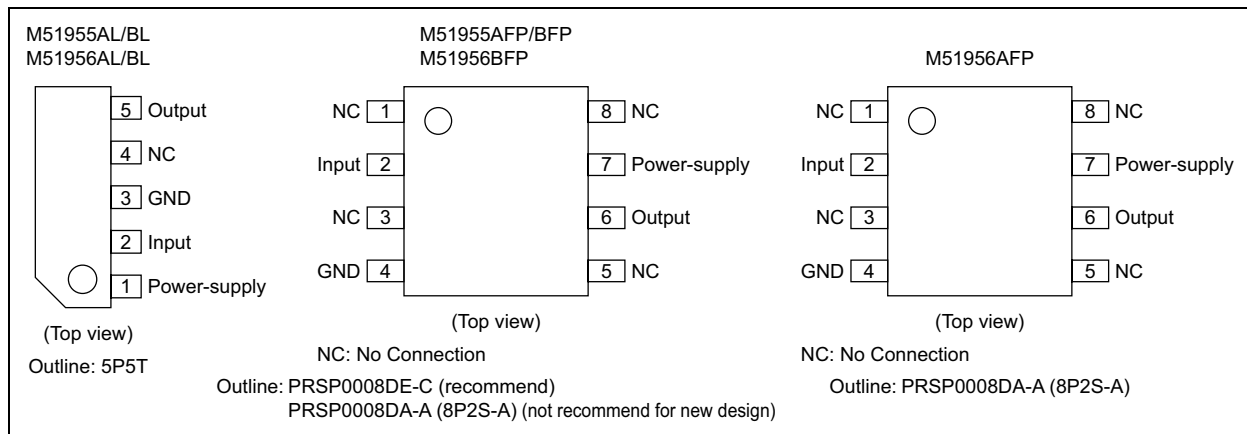 M51955AL/BL
M51956AL/BL
5 Output
4 NC
3 GND
2 Input
1 Power-supply
(Top view)
Outline: 5P5T
M51955AFP/BFP
M51956BFP
NC 1 8 NC
Input 2 7 Power-supply
NC 3 6 Output
GND 4 5 NC
(Top view)
NC: No Connection
Outline: PRSP0008DE-C (recommend)
PRSP0008DA-A (8P2S-A) (not recommend for new design)
M51956AFP
NC 1 8 NC
Input 2 7 Power-supply
NC 3 6 Output
GND 4 5 NC
(Top view)
NC: No Connection
Outline: PRSP0008DA-A (8P2S-A)